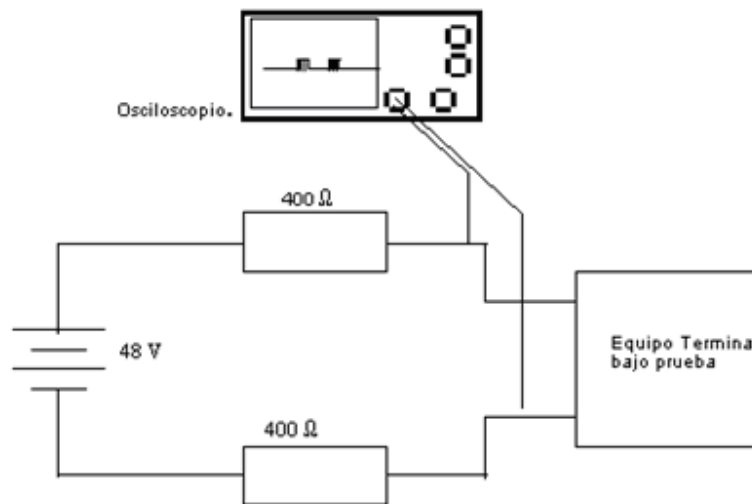 Osciloscopio.
400 Ω
48 V
Equipo Termina
bajo prueba
400 Ω